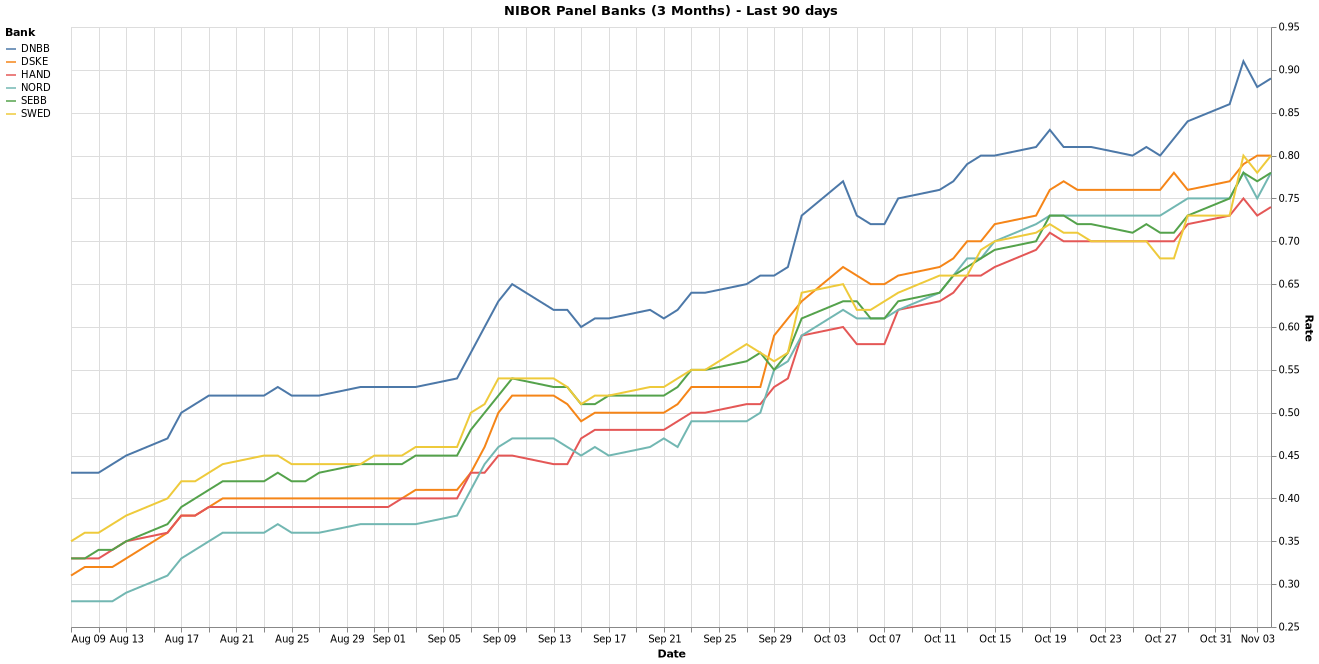 NIBOR Panel Banks (3 Months) - Last 90 days
Bank
DNBB
DSKE
HAND
NORD
SEBB
SWED
0.95
0.90
0.85
0.80
0.75
0.70
0.65
0.60
0.55
0.50
0.45
0.40
0.35
0.30
0.25
Rate
Aug 09 Aug 13 Aug 17 Aug 21 Aug 25 Aug 29 Sep 01 Sep 05 Sep 09 Sep 13 Sep 17 Sep 21 Sep 25 Sep 29 Oct 03 Oct 07 Oct 11 Oct 15 Oct 19 Oct 23 Oct 27 Oct 31 Nov 03
Date